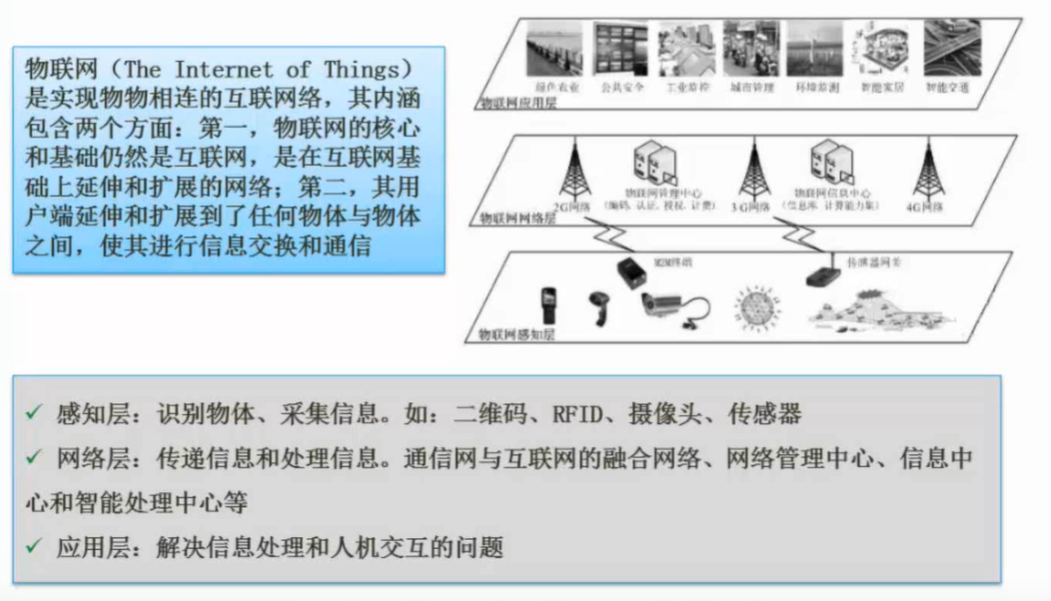 物联网（The Internet of Things）
是实现物物相连的互联网络，其内涵
包含两个方面：第一，物联网的核心
和基础仍然是互联网，是在互联网基
础上延伸和扩展的网络；第二，其用
户端延伸和扩展到了任何物体与物体
之间，使其进行信息交换和通信
绿色农业 公共安全 工业监控 城市管理 环境监测 智能家居 智能交通
物联网应用层
物联网管理中心
(编码、认证、授权、计费)
物联网信息中心
(信息库、计算能力集)
2G网络 3G网络 4G网络
物联网网络层
M2M终端
传感器网关
物联网感知层
✓ 感知层：识别物体、采集信息。如：二维码、RFID、摄像头、传感器
✓ 网络层：传递信息和处理信息。通信网与互联网的融合网络、网络管理中心、信息中
心和智能处理中心等
✓ 应用层：解决信息处理和人机交互的问题